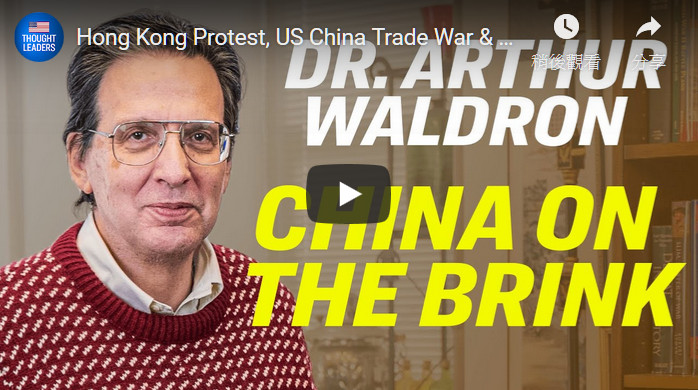 THOUGHT
LEADERS
Hong Kong Protest, US China Trade War & ...
稍後觀看
分享
DR. ARTHUR
WALDRON
CHINA ON
THE BRINK